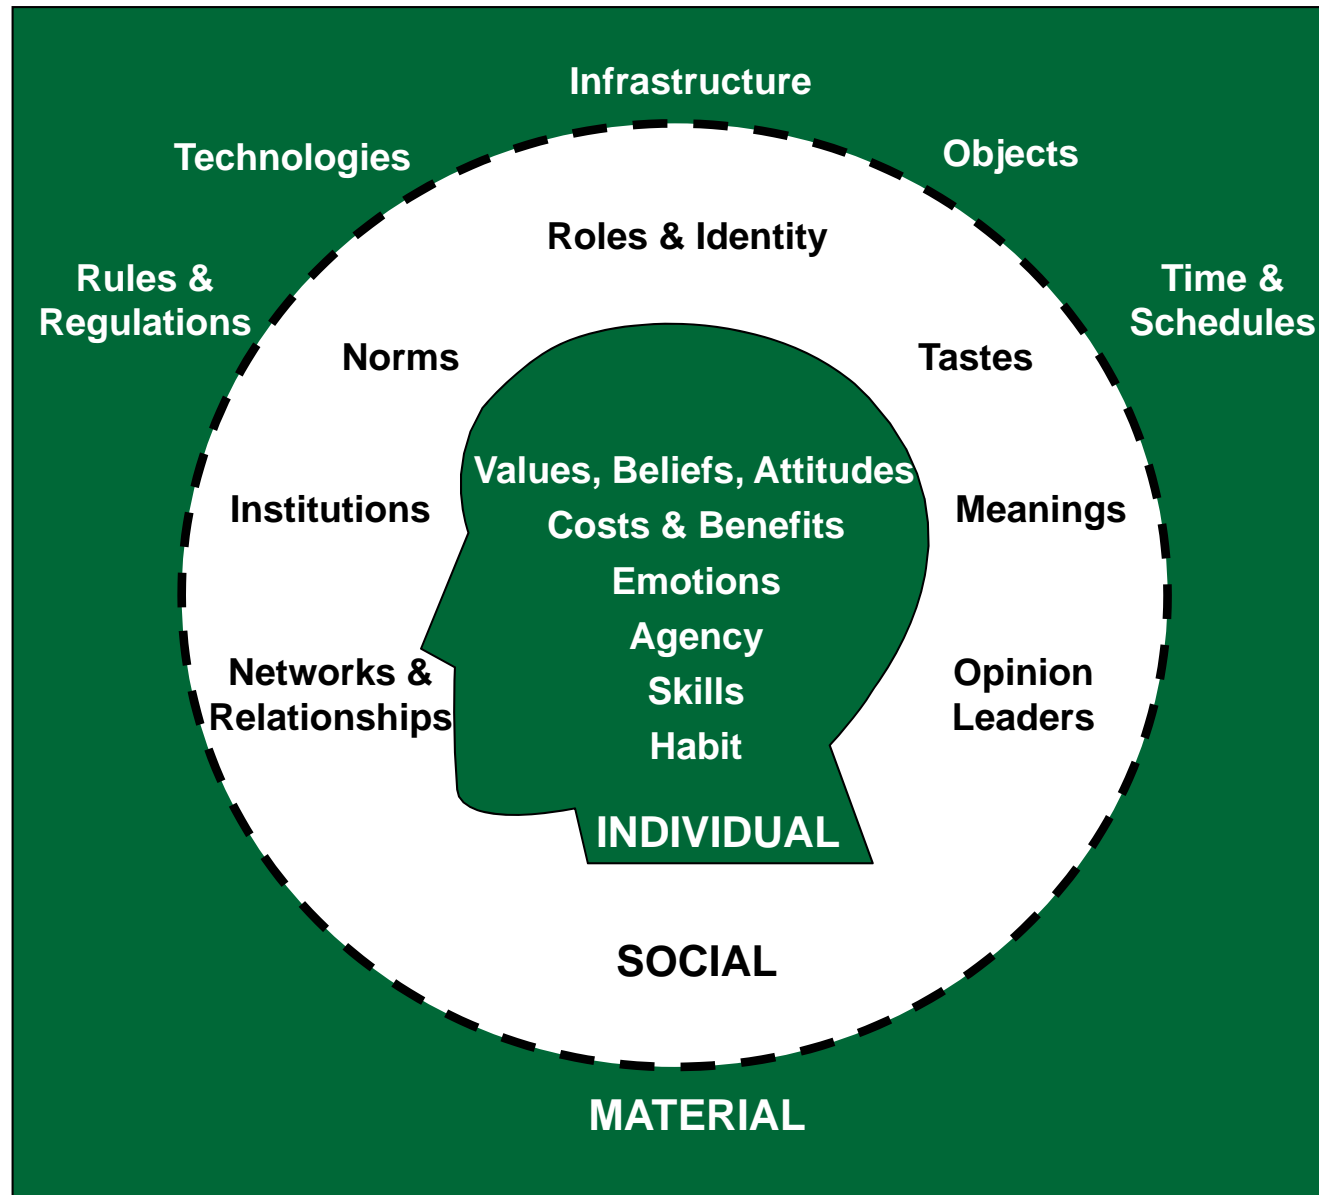 Infrastructure
Technologies
Objects
Rules &
Regulations
Time &
Schedules
Roles & Identity
Norms
Tastes
Institutions
Meanings
Networks &
Relationships
Opinion
Leaders
Values, Beliefs, Attitudes
Costs & Benefits
Emotions
Agency
Skills
Habit
INDIVIDUAL
SOCIAL
MATERIAL